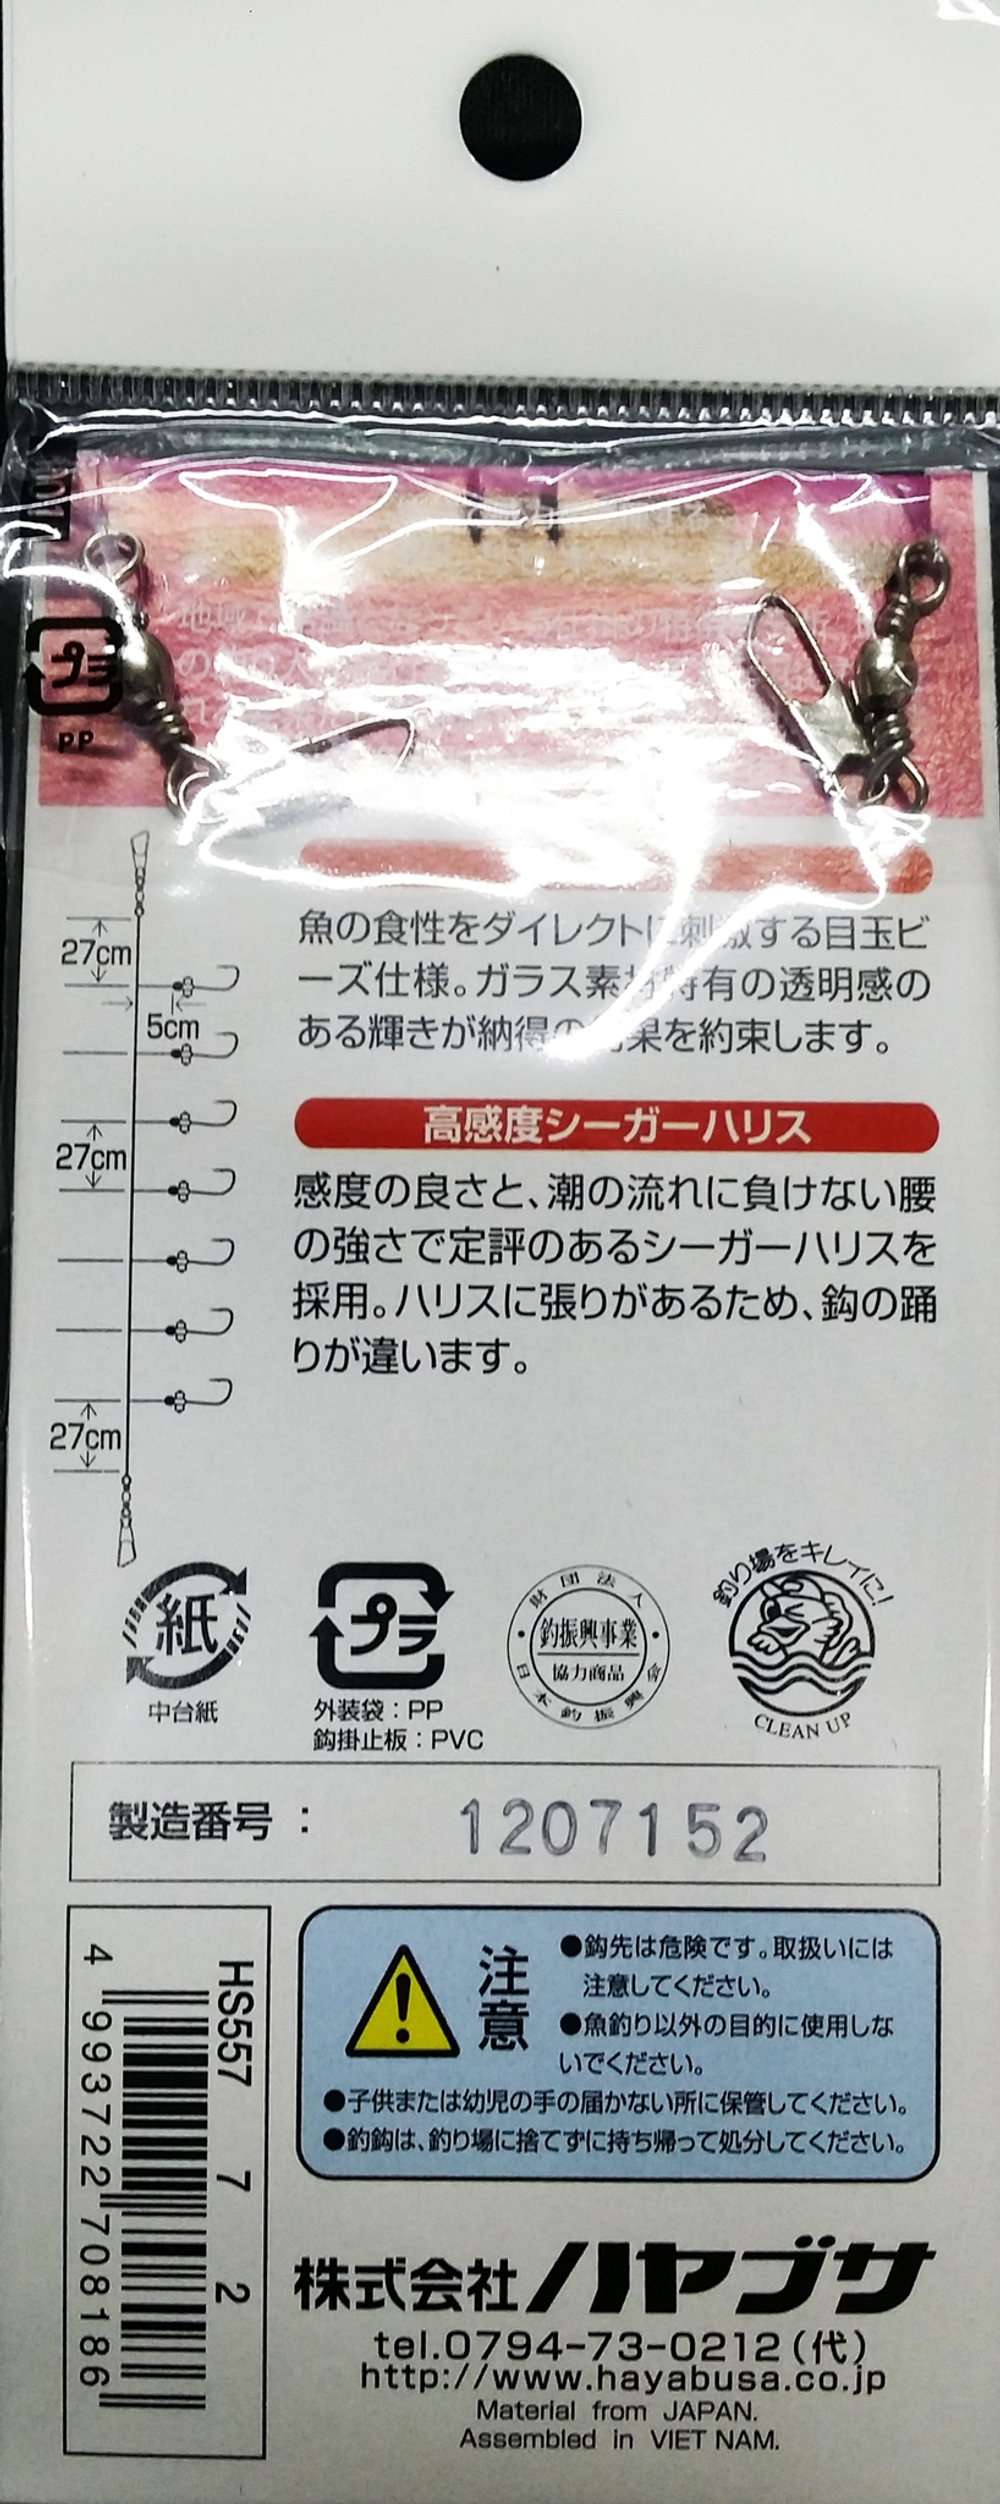 プラ
PP
魚の食性をダイレクトに刺激する目玉ビ
ーズ仕様。ガラス素材特有の透明感の
ある輝きが納得の効果を約束します。
高感度シーガーハリス
感度の良さと、潮の流れに負けない腰
の強さで定評のあるシーガーハリスを
採用。ハリスに張りがあるため、鈎の踊
りが違います。
27cm
5cm
27cm
27cm
紙
中台紙
プラ
外装袋：PP
鈎掛止板：PVC
財団法人
釣振興事業
協力商品
日本釣振興会
釣り場をキレイに!
CLEAN UP
製造番号： 1207152
HS557 7 2
4 993722 708186
注意
●鈎先は危険です。取扱いには
注意してください。
●魚釣り以外の目的に使用しな
いでください。
●子供または幼児の手の届かない所に保管してください。
●釣鈎は、釣り場に捨てずに持ち帰って処分してください。
株式会社ハヤブサ
tel.0794-73-0212（代）
http://www.hayabusa.co.jp
Material from JAPAN.
Assembled in VIET NAM.